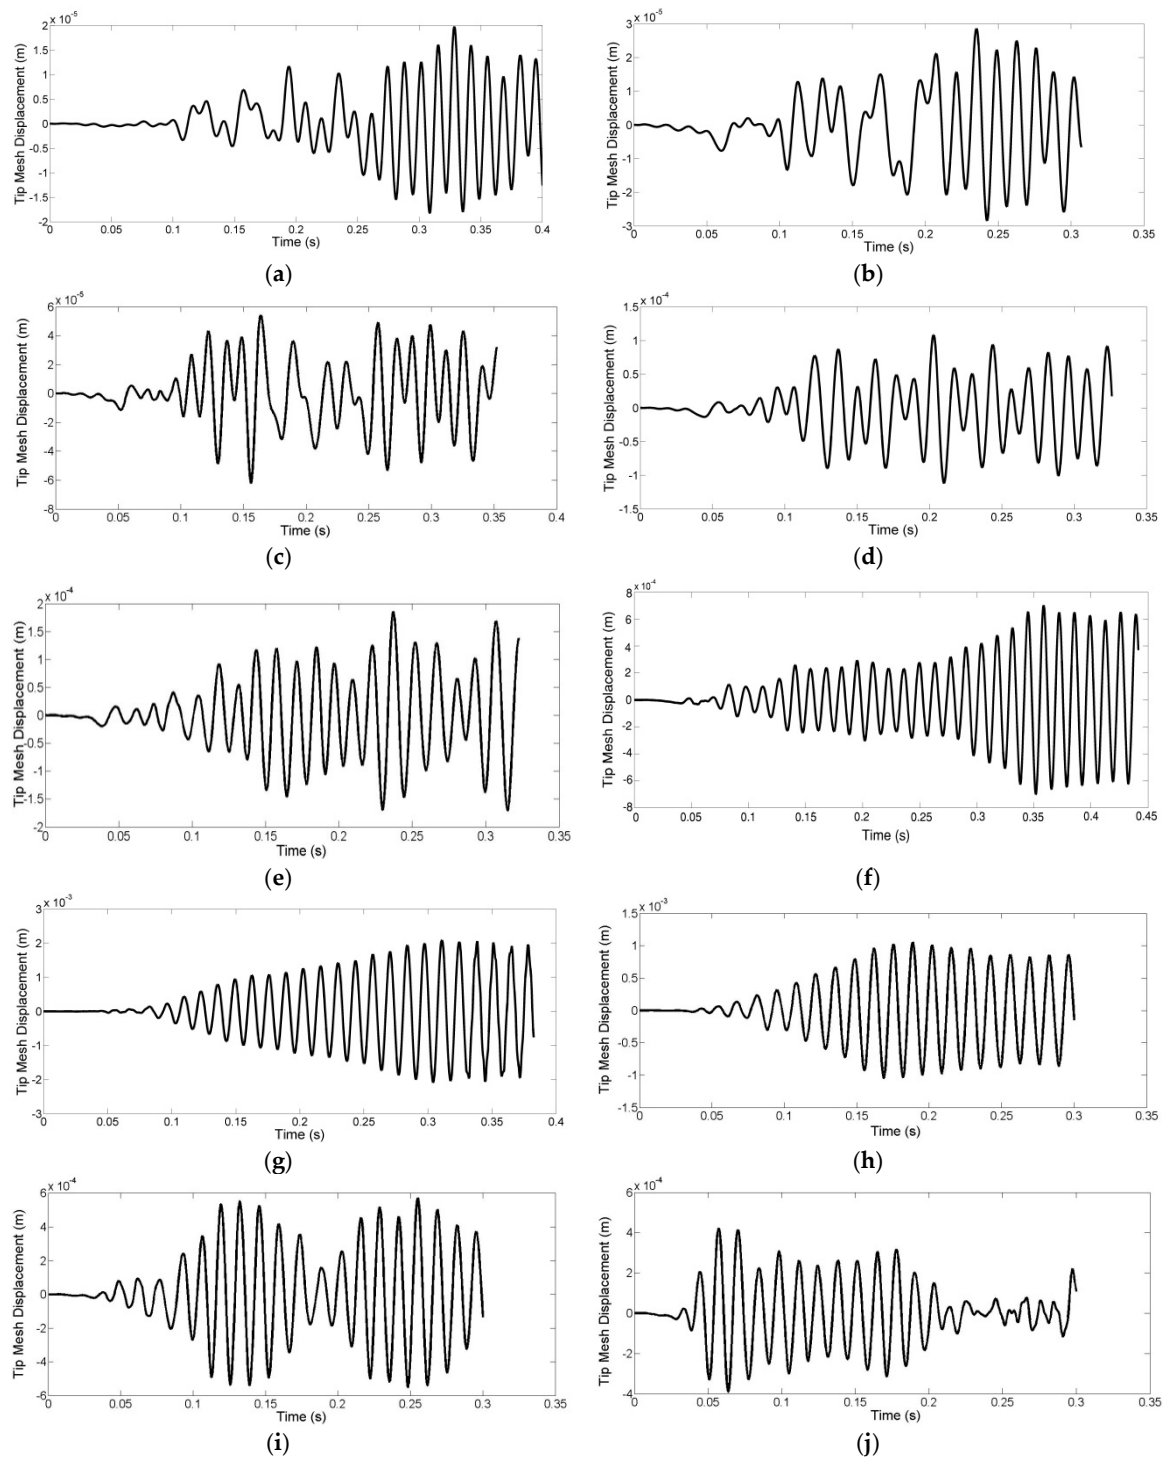 x 10⁻⁵
2
1.5
1
0.5
0
-0.5
-1
-1.5
-2
Tip Mesh Displacement (m)
0 0.05 0.1 0.15 0.2 0.25 0.3 0.35 0.4
Time (s)
(a)
x 10⁻⁵
3
2
1
0
-1
-2
-3
Tip Mesh Displacement (m)
0 0.05 0.1 0.15 0.2 0.25 0.3 0.35
Time (s)
(b)
x 10⁻⁵
6
4
2
0
-2
-4
-6
-8
Tip Mesh Displacement (m)
0 0.05 0.1 0.15 0.2 0.25 0.3 0.35 0.4
Time (s)
(c)
x 10⁻⁴
1.5
1
0.5
0
-0.5
-1
-1.5
Tip Mesh Displacement (m)
0 0.05 0.1 0.15 0.2 0.25 0.3 0.35
Time (s)
(d)
x 10⁻⁴
2
1.5
1
0.5
0
-0.5
-1
-1.5
-2
Tip Mesh Displacement (m)
0 0.05 0.1 0.15 0.2 0.25 0.3 0.35
Time (s)
(e)
x 10⁻⁴
8
6
4
2
0
-2
-4
-6
-8
Tip Mesh Displacement (m)
0 0.05 0.1 0.15 0.2 0.25 0.3 0.35 0.4 0.45
Time (s)
(f)
x 10⁻³
3
2
1
0
-1
-2
-3
Tip Mesh Displacement (m)
0 0.05 0.1 0.15 0.2 0.25 0.3 0.35 0.4
Time (s)
(g)
x 10⁻³
1.5
1
0.5
0
-0.5
-1
-1.5
Tip Mesh Displacement (m)
0 0.05 0.1 0.15 0.2 0.25 0.3 0.35
Time (s)
(h)
x 10⁻⁴
6
4
2
0
-2
-4
-6
Tip Mesh Displacement (m)
0 0.05 0.1 0.15 0.2 0.25 0.3 0.35
Time (s)
(i)
x 10⁻⁴
6
4
2
0
-2
-4
Tip Mesh Displacement (m)
0 0.05 0.1 0.15 0.2 0.25 0.3 0.35
Time (s)
(j)